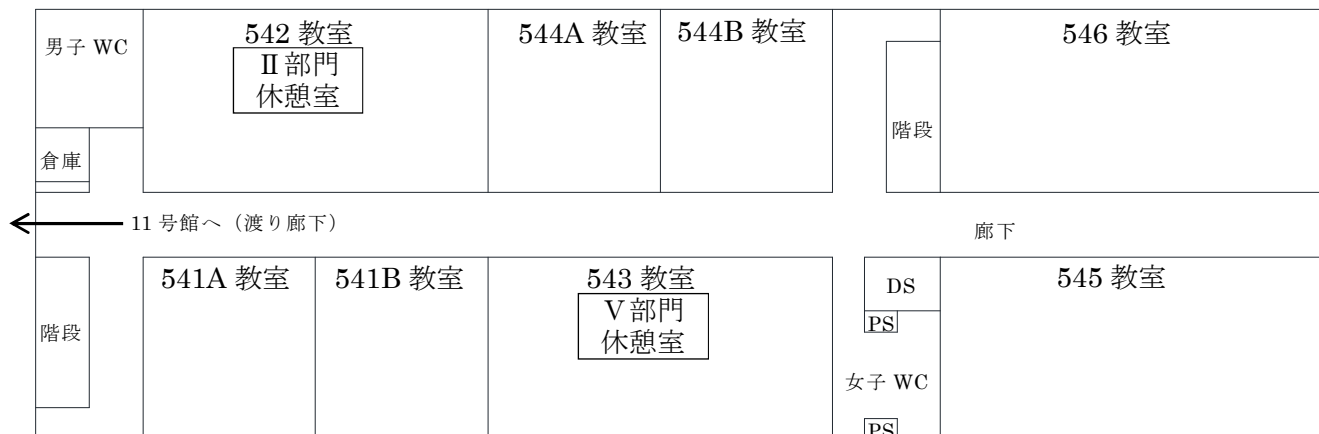 男子 WC
542 教室
Ⅱ部門
休憩室
544A 教室
544B 教室
546 教室
階段
倉庫
11 号館へ（渡り廊下）
廊下
541A 教室
541B 教室
543 教室
Ⅴ部門
休憩室
DS
545 教室
PS
階段
女子 WC
PS